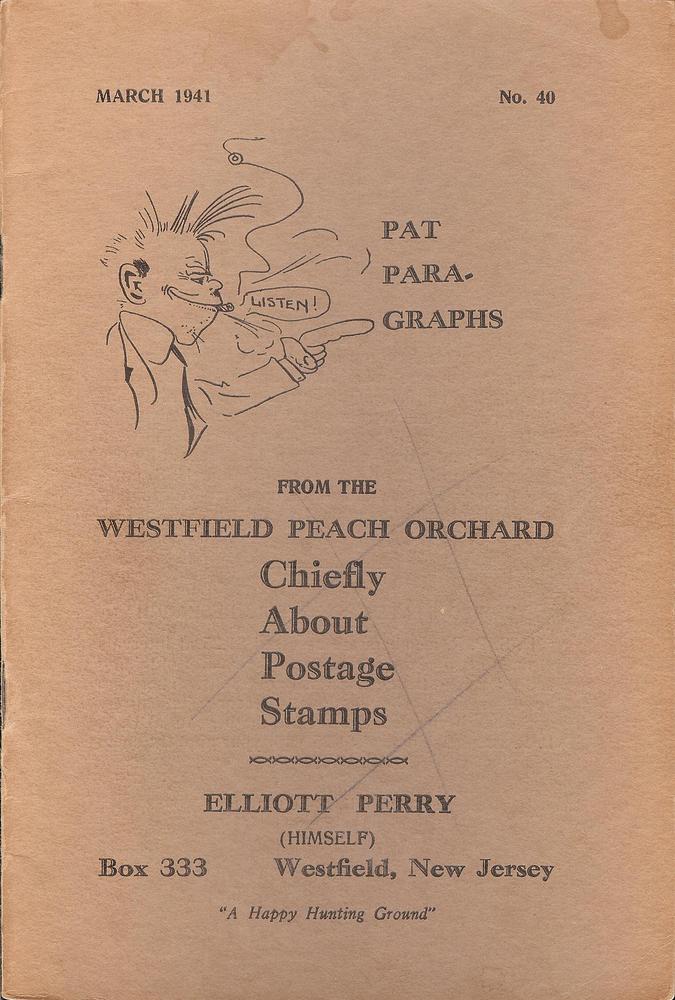 MARCH 1941
No. 40
LISTEN!
PAT
PARA-
GRAPHS
FROM THE
WESTFIELD PEACH ORCHARD
Chiefly
About
Postage
Stamps
ELLIOTT PERRY
(HIMSELF)
Box 333 Westfield, New Jersey
"A Happy Hunting Ground"